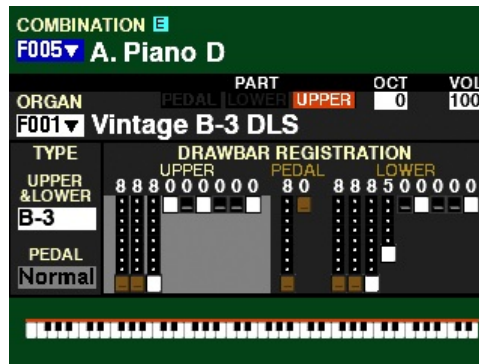 COMBINATION E
F005▼ A. Piano D
PART OCT VOL
ORGAN PEDAL LOWER UPPER 0 100
F001▼ Vintage B-3 DLS
TYPE DRAWBAR REGISTRATION
UPPER PEDAL LOWER
UPPER
&LOWER
888000000 80 888500000
B-3
PEDAL
Normal